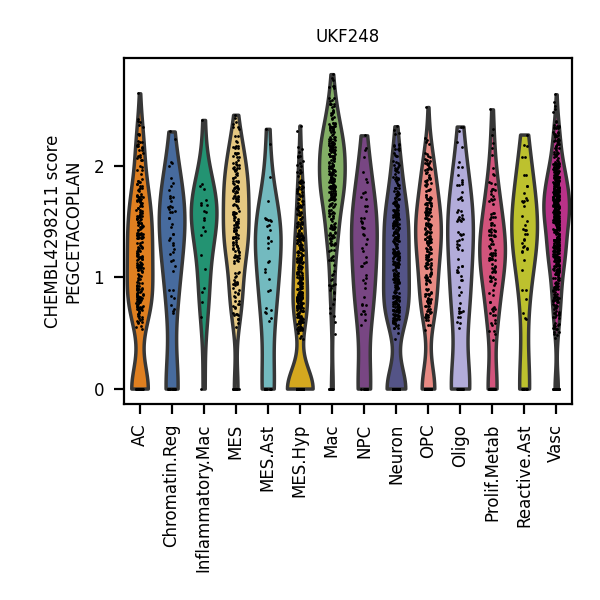 UKF248
CHEMBL4298211 score
PEGCETACOPLAN
2
1
0
AC
Chromatin.Reg
Inflammatory.Mac
MES
MES.Ast
MES.Hyp
Mac
NPC
Neuron
OPC
Oligo
Prolif.Metab
Reactive.Ast
Vasc